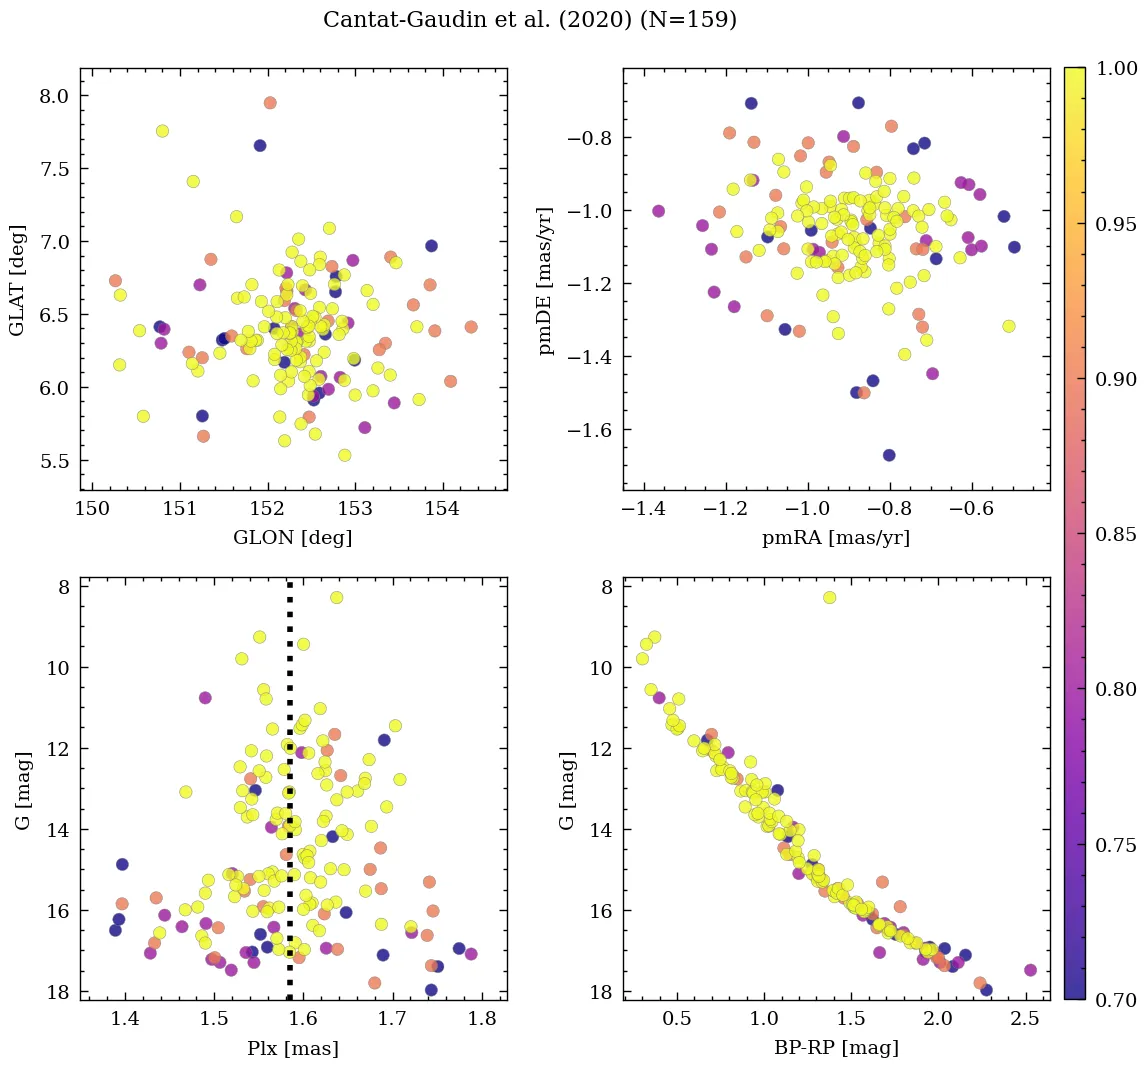 Cantat-Gaudin et al. (2020) (N=159)
8.0
7.5
7.0
6.5
6.0
5.5
GLAT [deg]
150 151 152 153 154
GLON [deg]
−0.8
−1.0
−1.2
−1.4
−1.6
pmDE [mas/yr]
−1.4 −1.2 −1.0 −0.8 −0.6
pmRA [mas/yr]
8
10
12
14
16
18
G [mag]
1.4 1.5 1.6 1.7 1.8
Plx [mas]
8
10
12
14
16
18
G [mag]
0.5 1.0 1.5 2.0 2.5
BP-RP [mag]
1.00
0.95
0.90
0.85
0.80
0.75
0.70